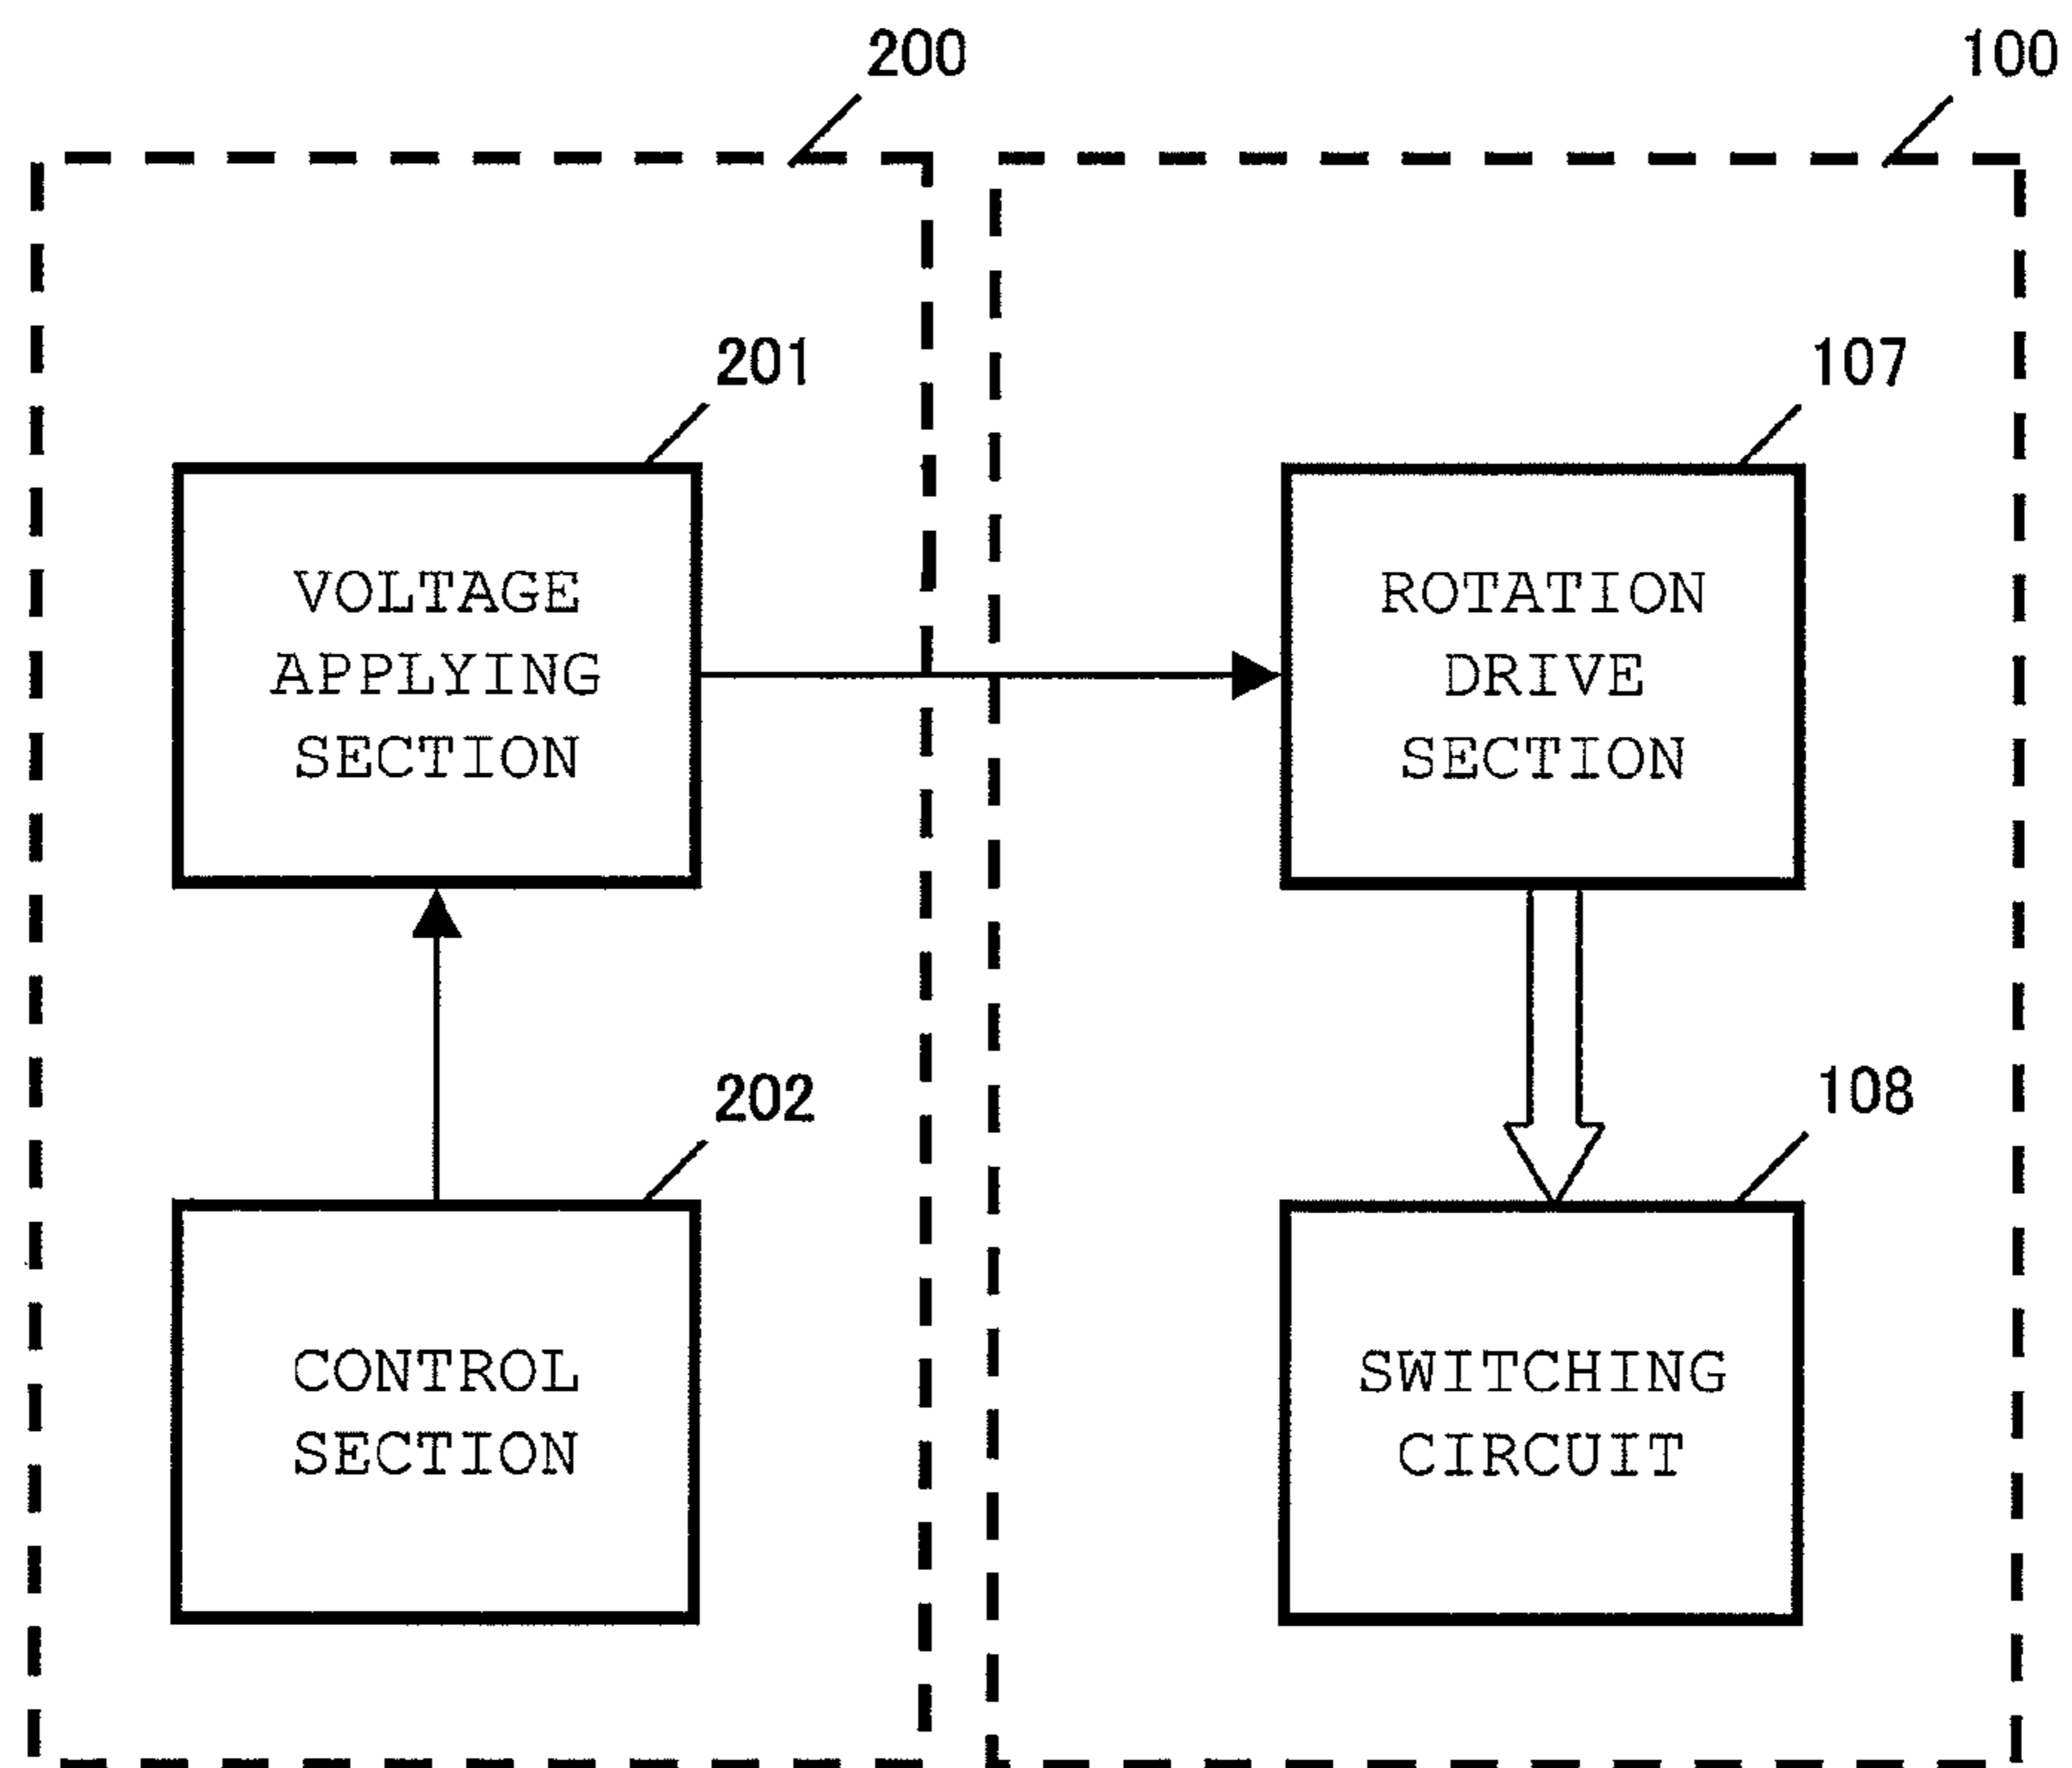 200
100
201
107
VOLTAGE
APPLYING
SECTION
ROTATION
DRIVE
SECTION
202
108
CONTROL
SECTION
SWITCHING
CIRCUIT